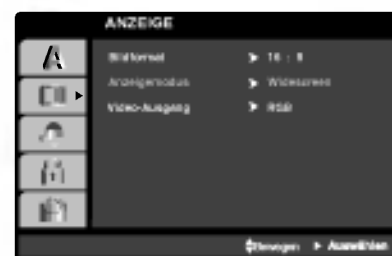 ANZEIGE
Bildformat 16 : 9
Anzeigemodus Widescreen
Video-Ausgang RGB
Bewegen Auswählen